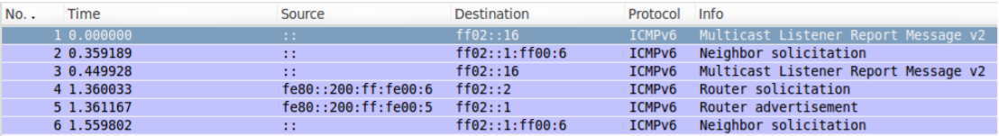 No. . Time Source Destination Protocol Info
1 0.000000 :: ff02::16 ICMPv6 Multicast Listener Report Message v2
2 0.359189 :: ff02::1:ff00:6 ICMPv6 Neighbor solicitation
3 0.449928 :: ff02::16 ICMPv6 Multicast Listener Report Message v2
4 1.360033 fe80::200:ff:fe00:6 ff02::2 ICMPv6 Router solicitation
5 1.361167 fe80::200:ff:fe00:5 ff02::1 ICMPv6 Router advertisement
6 1.559802 :: ff02::1:ff00:6 ICMPv6 Neighbor solicitation